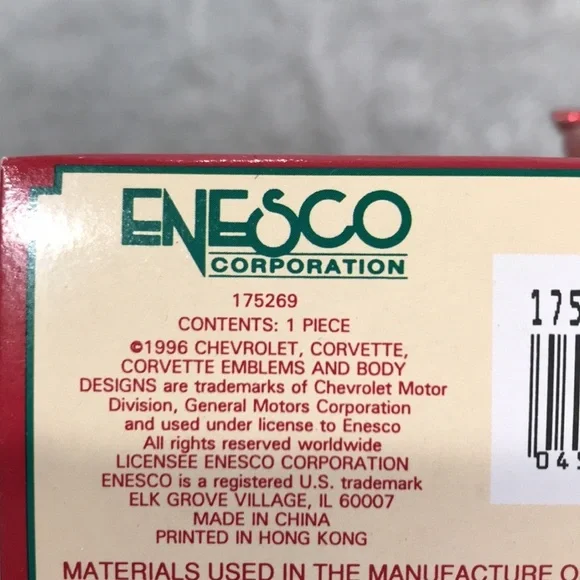 ENESCO
CORPORATION
175269
CONTENTS: 1 PIECE
©1996 CHEVROLET, CORVETTE,
CORVETTE EMBLEMS AND BODY
DESIGNS are trademarks of Chevrolet Motor
Division, General Motors Corporation
and used under license to Enesco
All rights reserved worldwide
LICENSEE ENESCO CORPORATION
ENESCO is a registered U.S. trademark
ELK GROVE VILLAGE, IL 60007
MADE IN CHINA
PRINTED IN HONG KONG
MATERIALS USED IN THE MANUFACTURE O
175
04